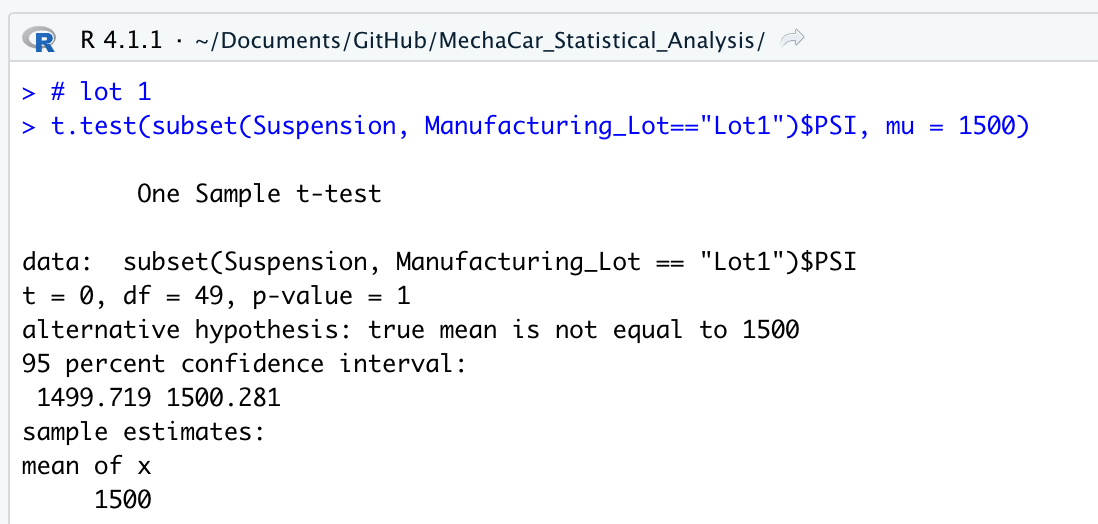 R R 4.1.1 · ~/Documents/GitHub/MechaCar_Statistical_Analysis/
> # lot 1
> t.test(subset(Suspension, Manufacturing_Lot=="Lot1")$PSI, mu = 1500)
One Sample t-test
data:  subset(Suspension, Manufacturing_Lot == "Lot1")$PSI
t = 0, df = 49, p-value = 1
alternative hypothesis: true mean is not equal to 1500
95 percent confidence interval:
1499.719 1500.281
sample estimates:
mean of x
1500